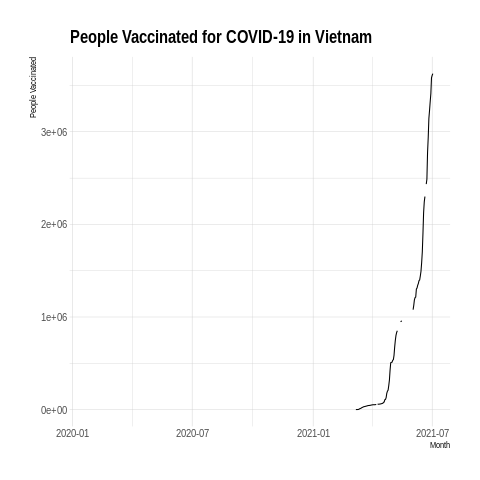 People Vaccinated for COVID-19 in Vietnam
People Vaccinated
3e+06
2e+06
1e+06
0e+00
2020-01 2020-07 2021-01 2021-07
Month